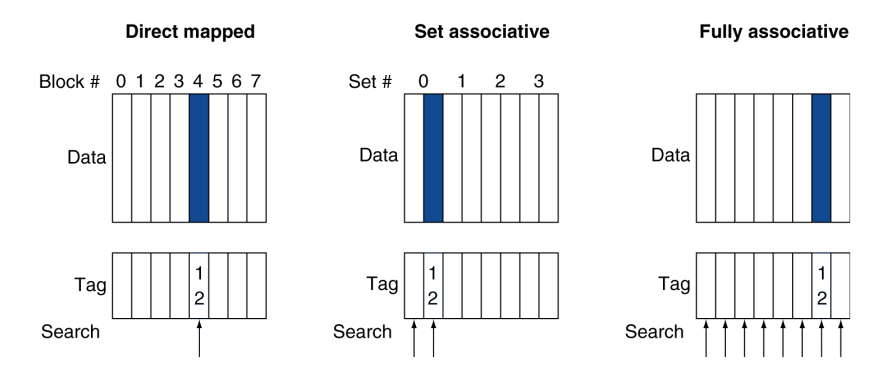 Direct mapped
Set associative
Fully associative
Block # 0 1 2 3 4 5 6 7
Set # 0 1 2 3
Data
Data
Data
Tag
1
2
Tag
1
2
Tag
1
2
Search
Search
Search